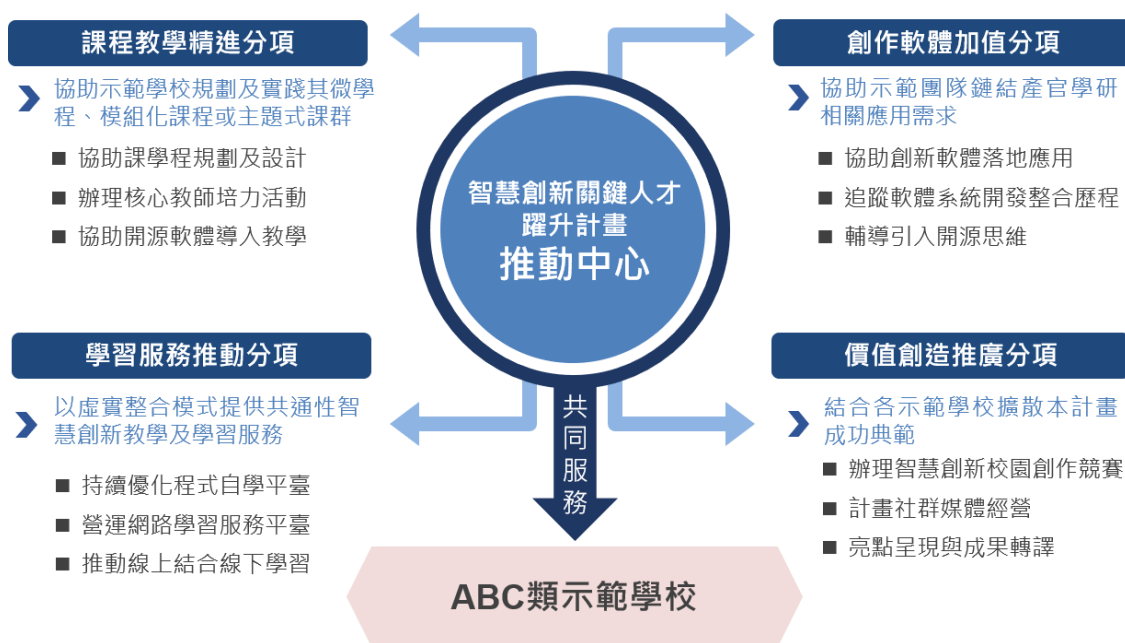 課程教學精進分項
協助示範學校規劃及實踐其微學
程、模組化課程或主題式課群
■ 協助課學程規劃及設計
■ 辦理核心教師培力活動
■ 協助開源軟體導入教學
創作軟體加值分項
協助示範團隊鏈結產官學研
相關應用需求
■ 協助創新軟體落地應用
■ 追蹤軟體系統開發整合歷程
■ 輔導引入開源思維
智慧創新關鍵人才
躍升計畫
推動中心
學習服務推動分項
以虛實整合模式提供共通性智
慧創新教學及學習服務
■ 持續優化程式自學平臺
■ 營運網路學習服務平臺
■ 推動線上結合線下學習
價值創造推廣分項
結合各示範學校擴散本計畫
成功典範
■ 辦理智慧創新校園創作競賽
■ 計畫社群媒體經營
■ 亮點呈現與成果轉譯
共同服務
ABC類示範學校